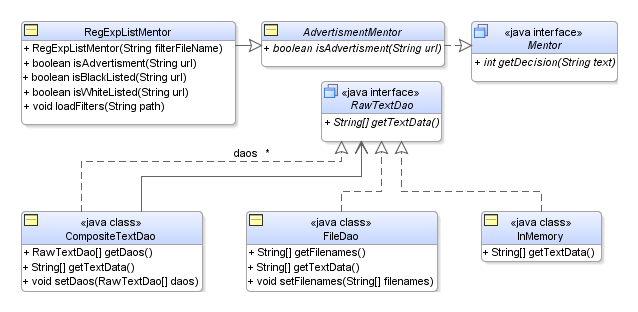 RegExpListMentor
+ RegExpListMentor(String filterFileName)
+ boolean isAdvertisment(String url)
+ boolean isBlackListed(String url)
+ boolean isWhiteListed(String url)
+ void loadFilters(String path)
AdvertismentMentor
+ boolean isAdvertisment(String url)
«java interface»
Mentor
+ int getDecision(String text)
«java interface»
RawTextDao
+ String[] getTextData()
daos *
«java class»
CompositeTextDao
+ RawTextDao[] getDaos()
+ String[] getTextData()
+ void setDaos(RawTextDao[] daos)
«java class»
FileDao
+ String[] getFilenames()
+ String[] getTextData()
+ void setFilenames(String[] filenames)
«java class»
InMemory
+ String[] getTextData()